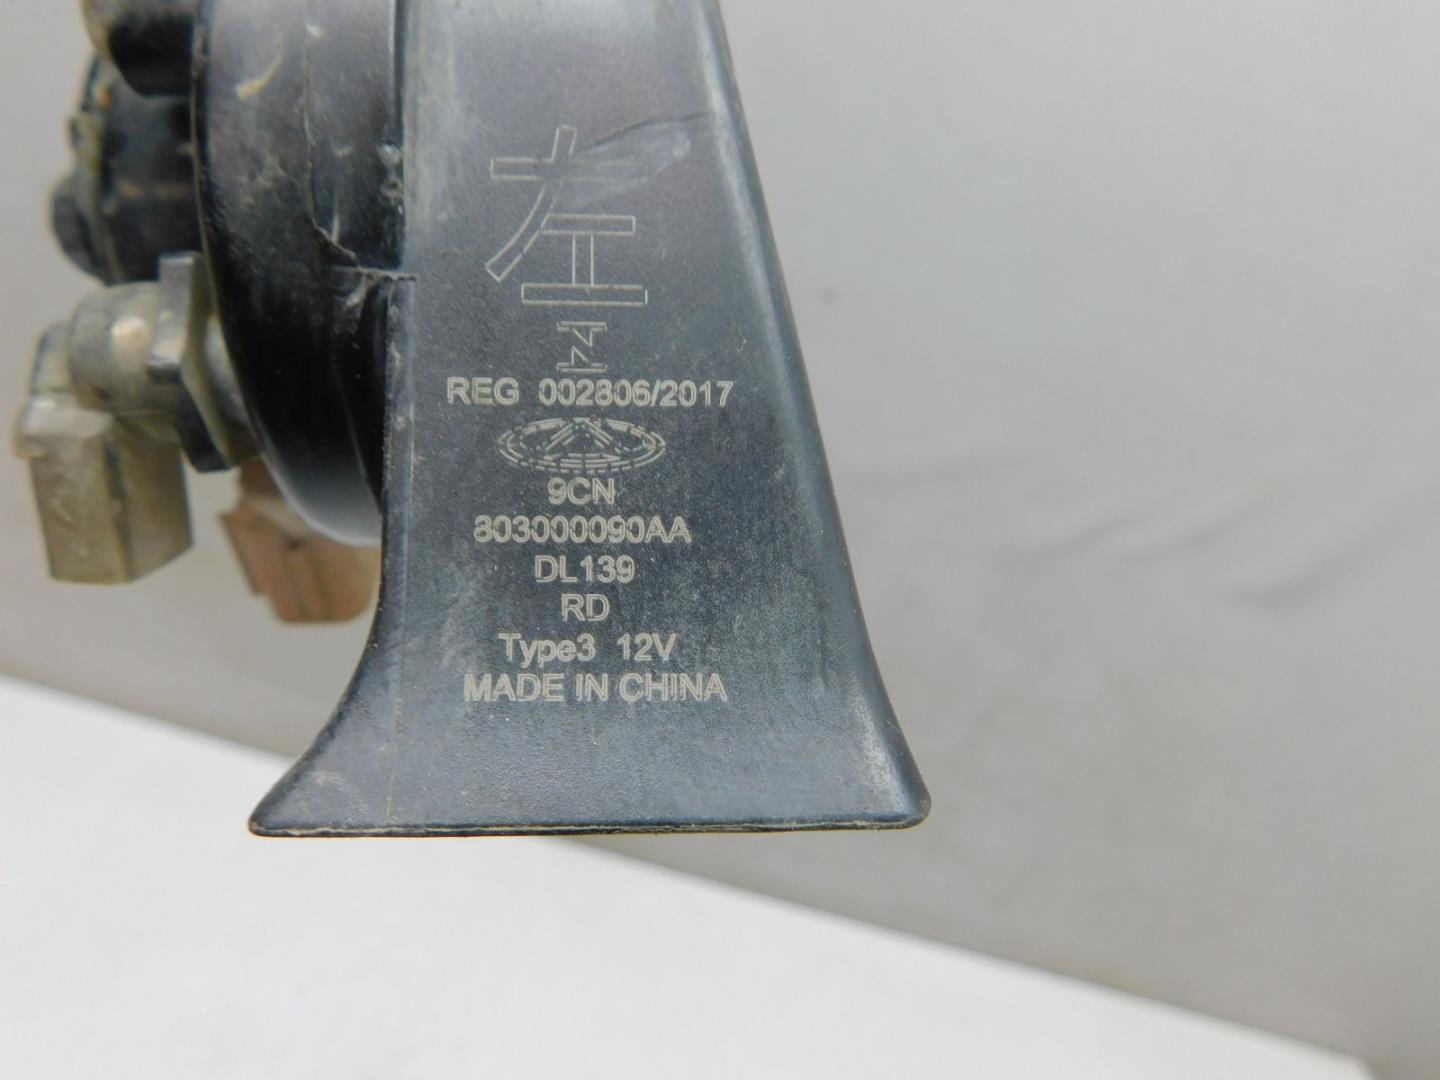 左
REG 002806/2017
9CN
803000090AA
DL139
RD
Type3 12V
MADE IN CHINA